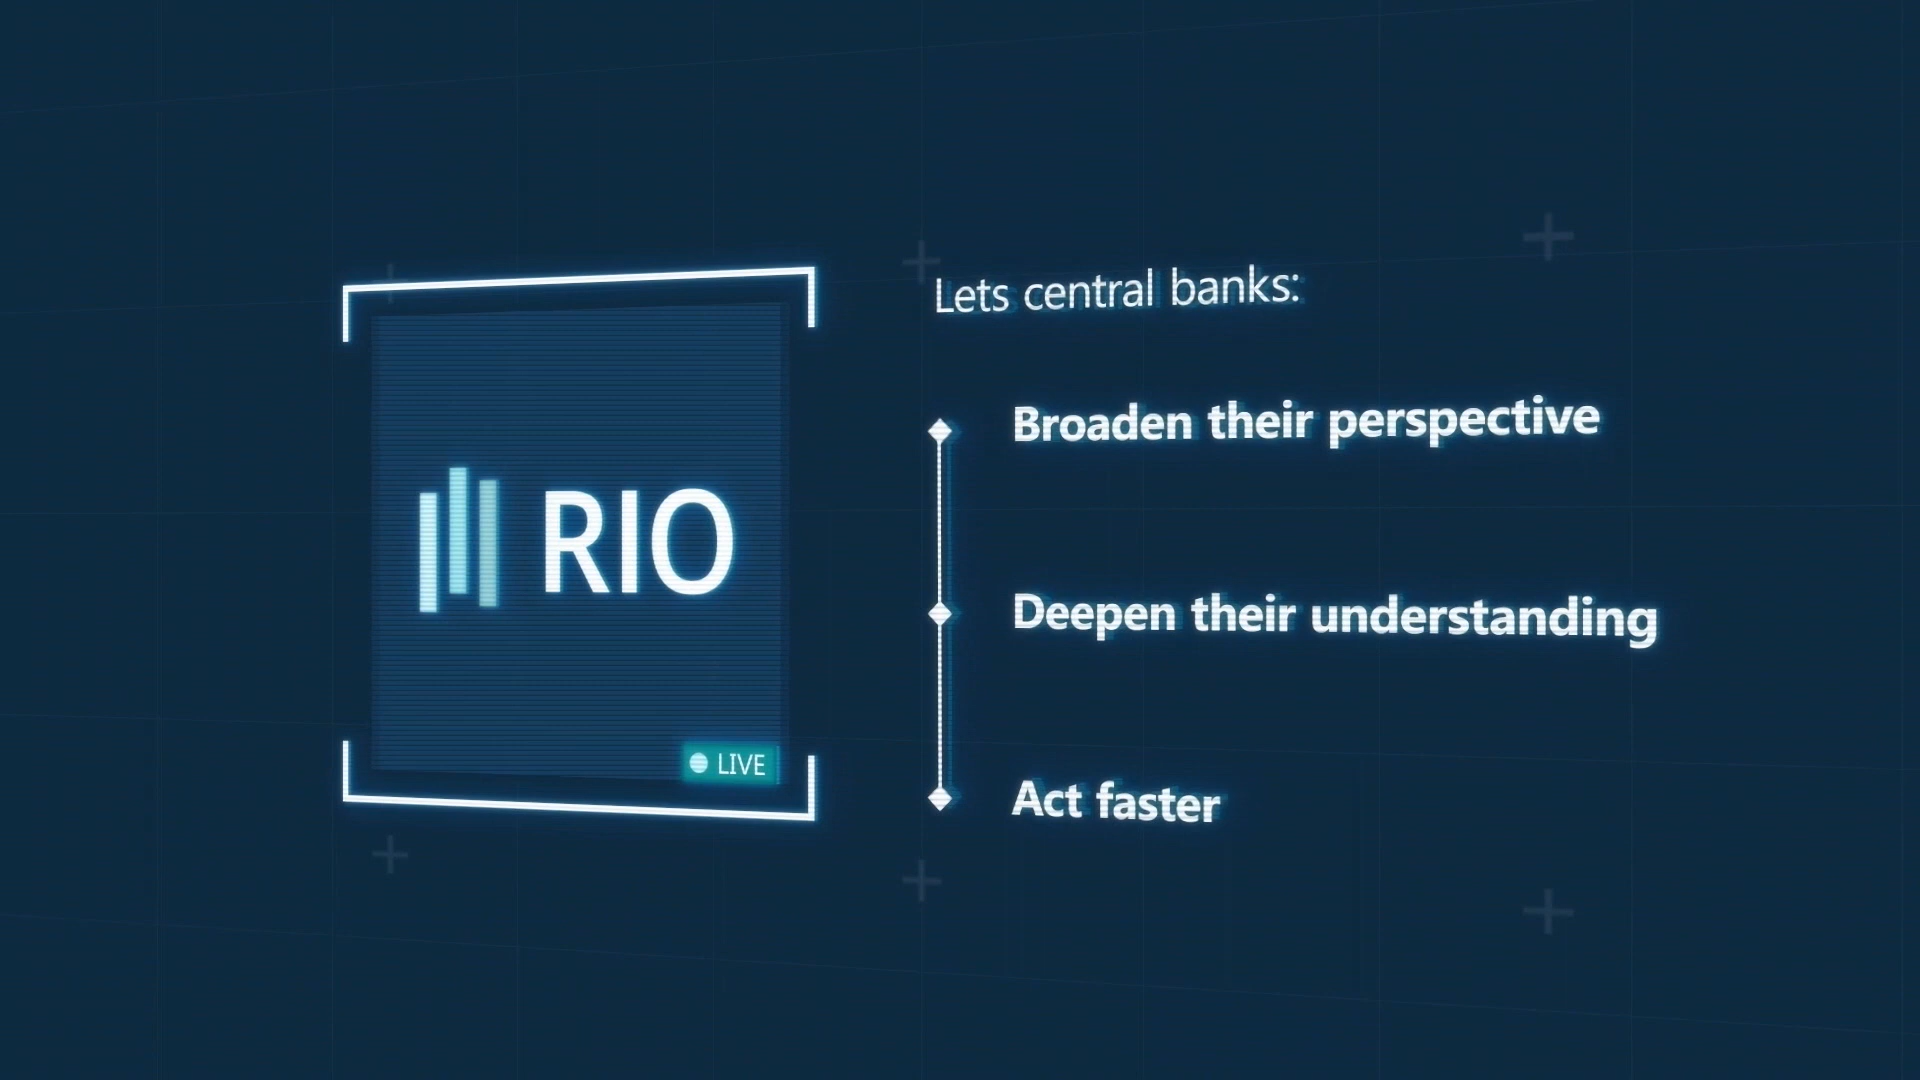 RIO
LIVE
Lets central banks:
Broaden their perspective
Deepen their understanding
Act faster